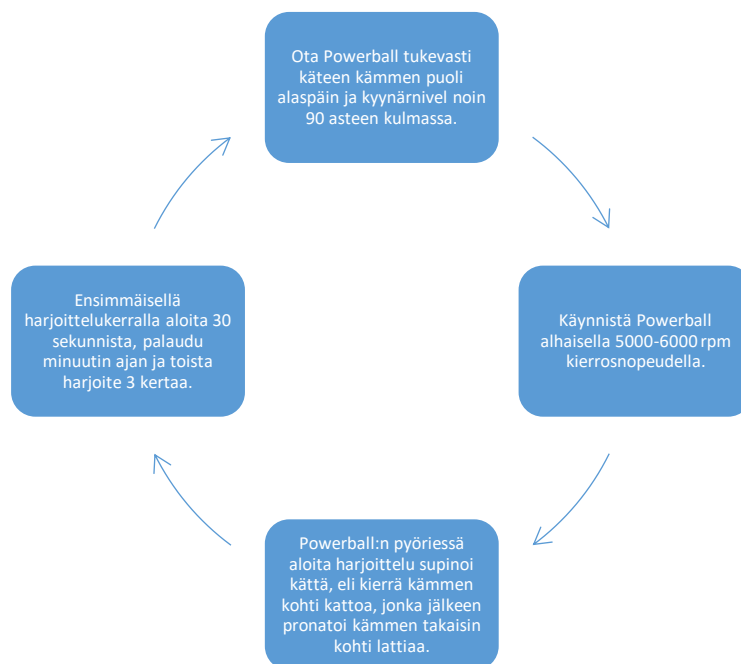 Ota Powerball tukevasti
käteen kämmen puoli
alaspäin ja kyynärnivel noin
90 asteen kulmassa.
Käynnistä Powerball
alhaisella 5000-6000 rpm
kierrosnopeudella.
Powerball:n pyöriessä
aloita harjoittelu supinoi
kättä, eli kierrä kämmen
kohti kattoa, jonka jälkeen
pronatoi kämmen takaisin
kohti lattiaa.
Ensimmäisellä
harjoittelukerralla aloita 30
sekunnista, palaudu
minuutin ajan ja toista
harjoite 3 kertaa.